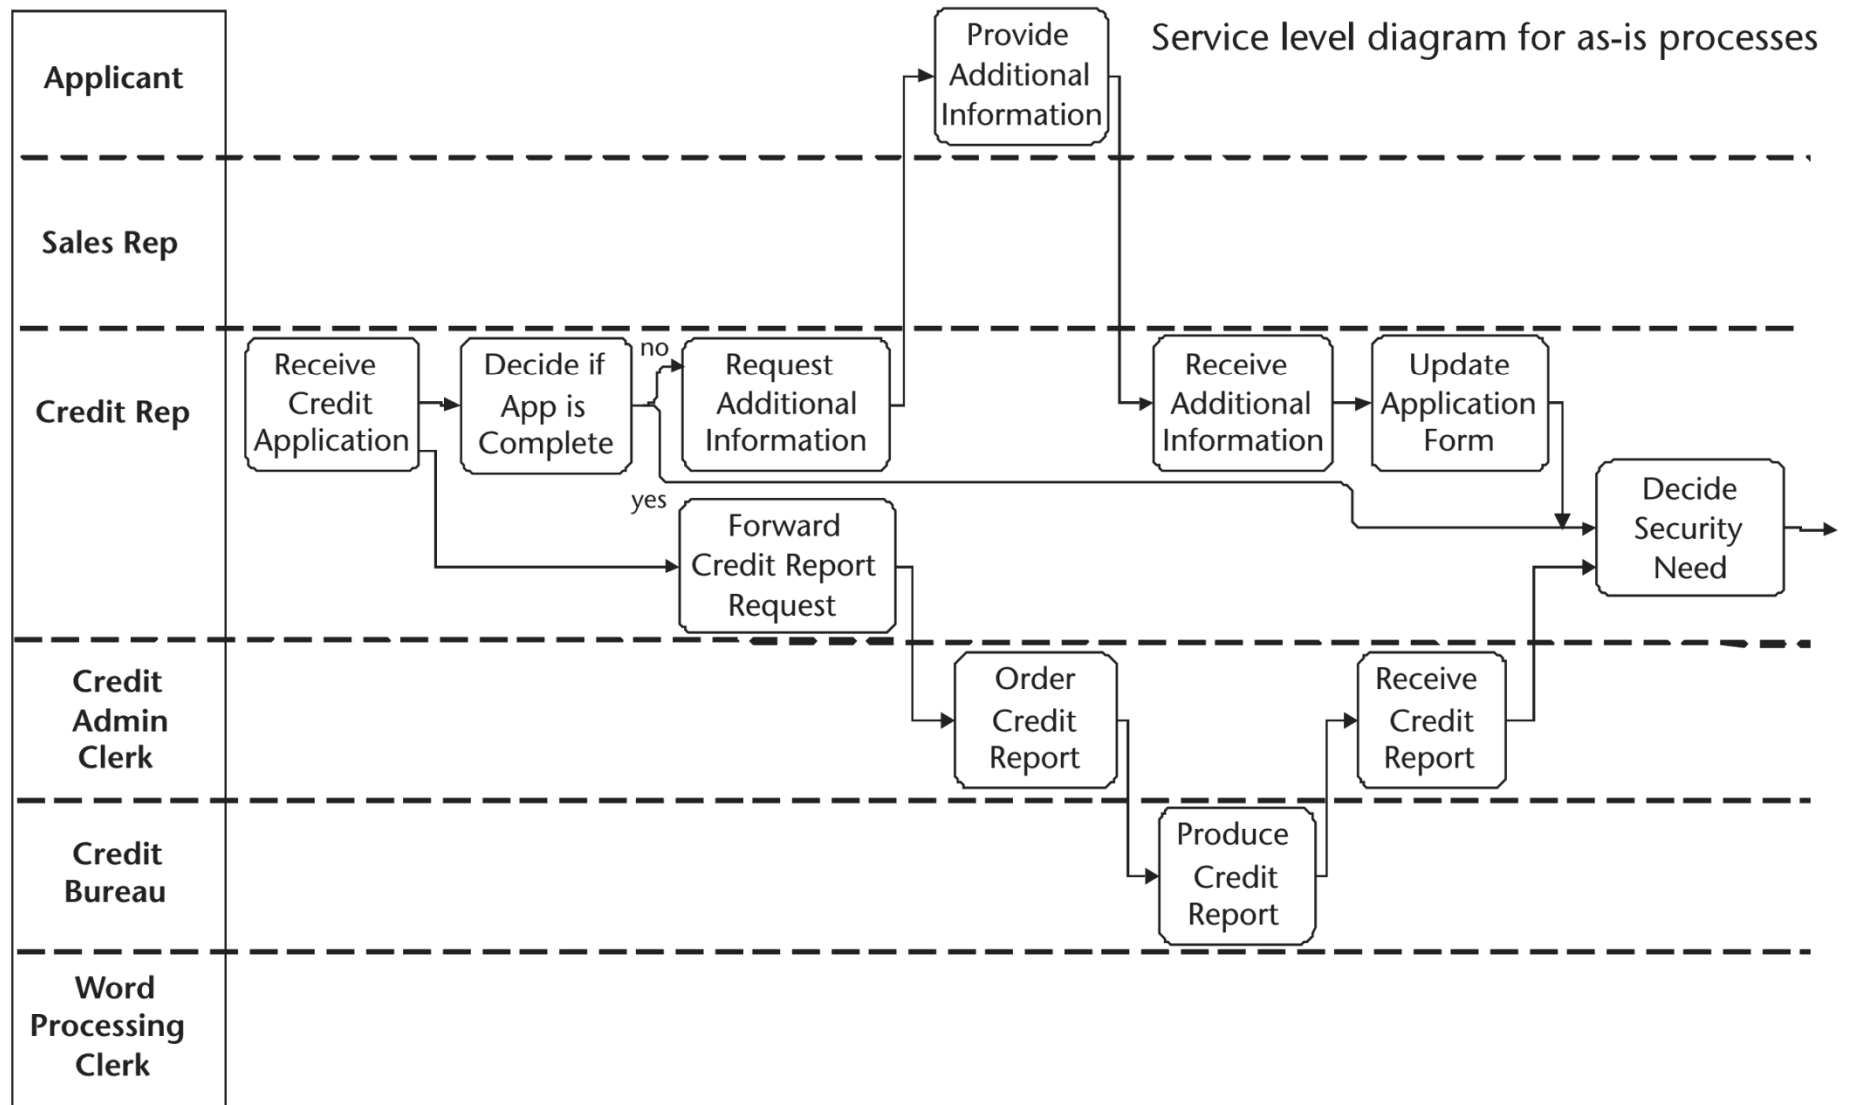 Service level diagram for as-is processes
Applicant
Provide
Additional
Information
Sales Rep
Credit Rep
Receive
Credit
Application
Decide if
App is
Complete
no
yes
Request
Additional
Information
Receive
Additional
Information
Update
Application
Form
Forward
Credit Report
Request
Decide
Security
Need
Credit
Admin
Clerk
Order
Credit
Report
Receive
Credit
Report
Credit
Bureau
Produce
Credit
Report
Word
Processing
Clerk